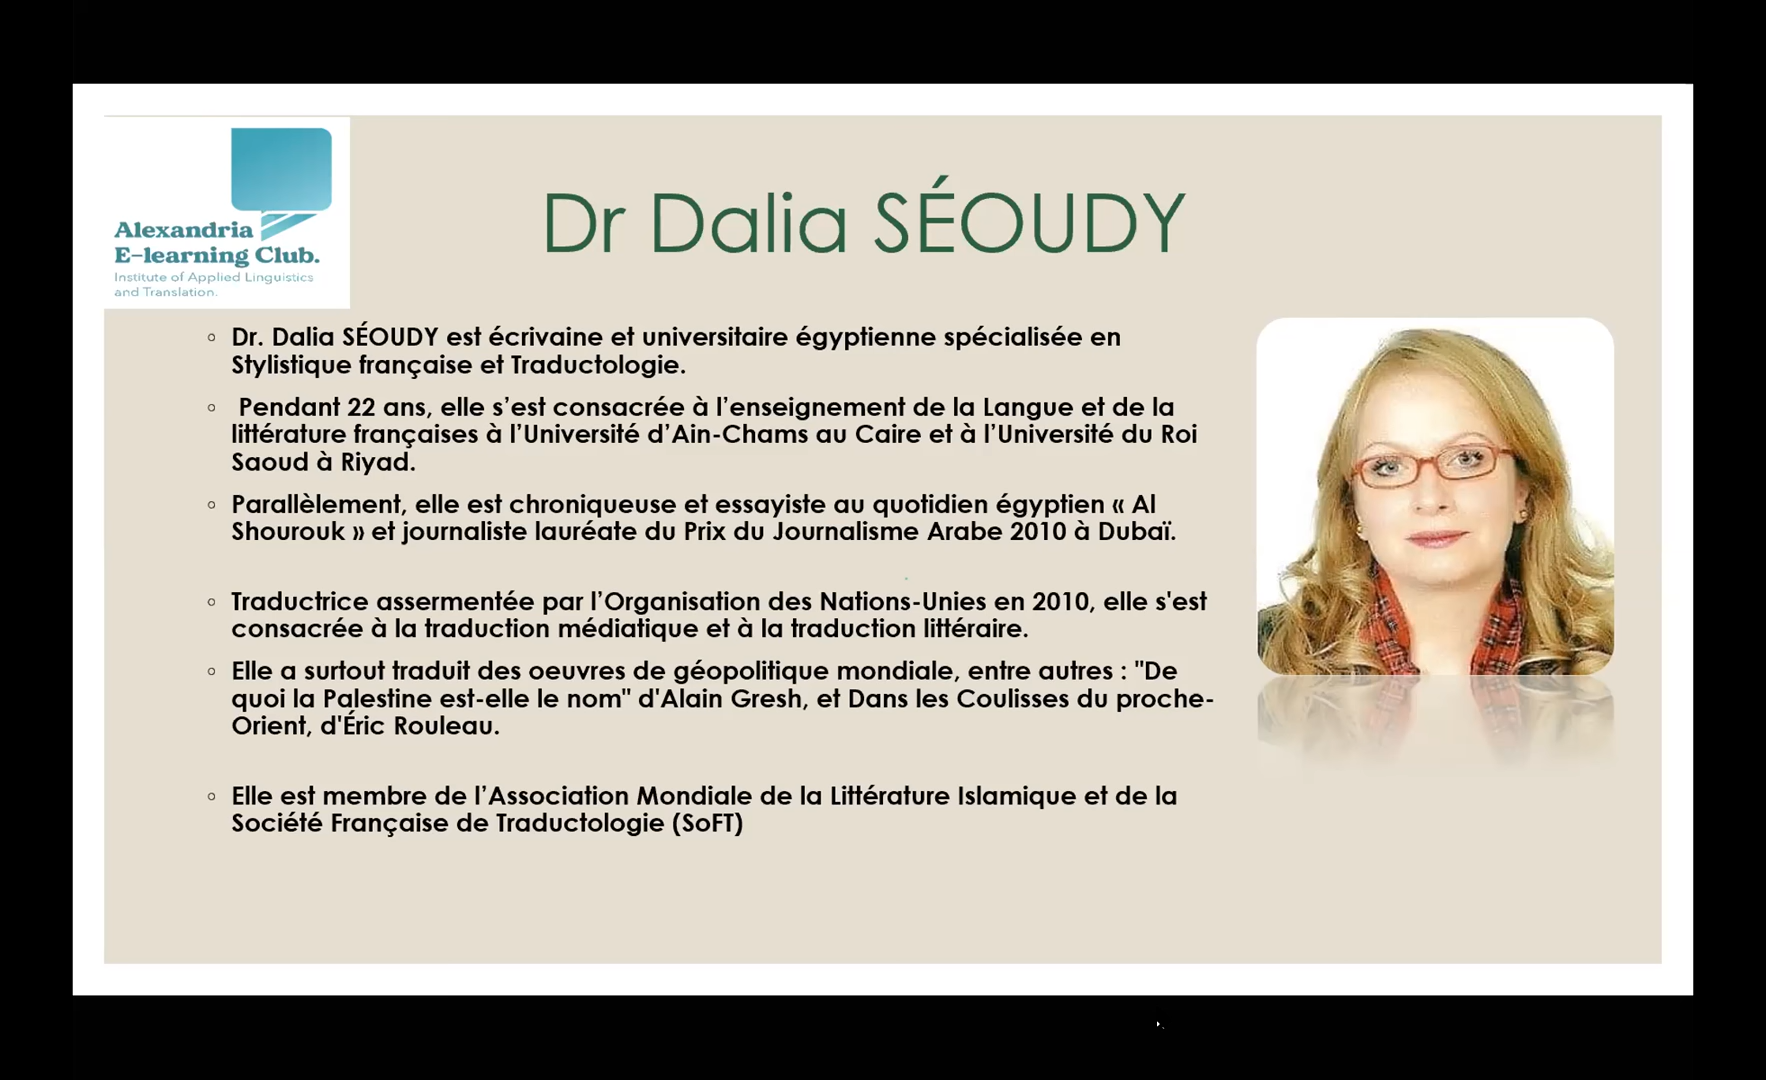 Alexandria
E-learning Club.
Institute of Applied Linguistics
and Translation.
Dr Dalia SÉOUDY
◦ Dr. Dalia SÉOUDY est écrivaine et universitaire égyptienne spécialisée en
Stylistique française et Traductologie.
◦ Pendant 22 ans, elle s’est consacrée à l’enseignement de la Langue et de la
littérature françaises à l’Université d’Ain-Chams au Caire et à l’Université du Roi
Saoud à Riyad.
◦ Parallèlement, elle est chroniqueuse et essayiste au quotidien égyptien « Al
Shourouk » et journaliste lauréate du Prix du Journalisme Arabe 2010 à Dubaï.
◦ Traductrice assermentée par l’Organisation des Nations-Unies en 2010, elle s'est
consacrée à la traduction médiatique et à la traduction littéraire.
◦ Elle a surtout traduit des oeuvres de géopolitique mondiale, entre autres : "De
quoi la Palestine est-elle le nom" d'Alain Gresh, et Dans les Coulisses du proche-
Orient, d'Éric Rouleau.
◦ Elle est membre de l’Association Mondiale de la Littérature Islamique et de la
Société Française de Traductologie (SoFT)